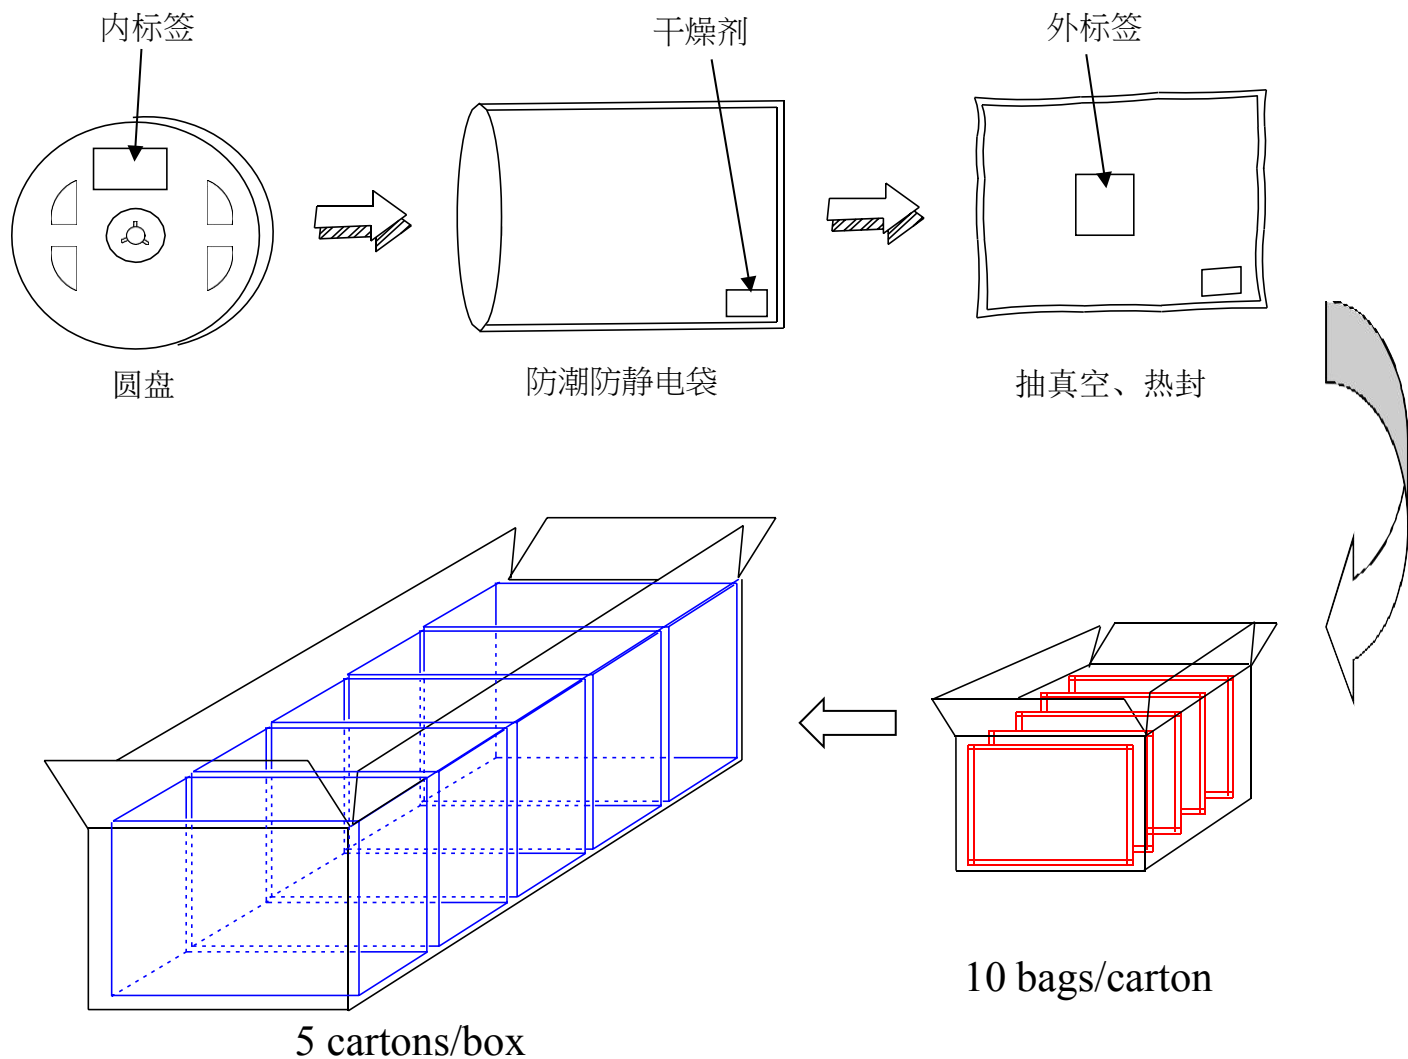 内标签
干燥剂
外标签
圆盘
防潮防静电袋
抽真空、热封
10 bags/carton
5 cartons/box